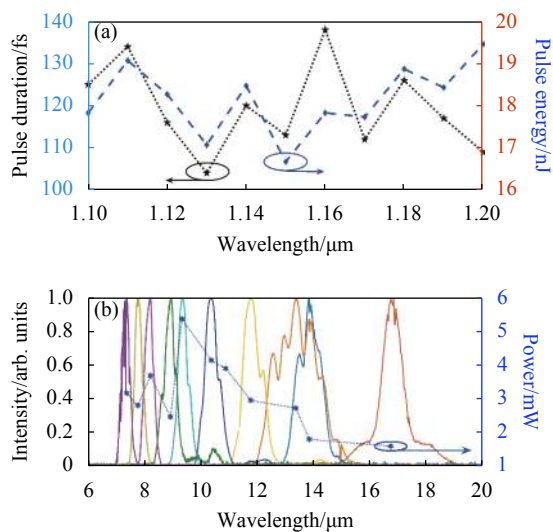 (a)
Pulse duration/fs
140
130
120
110
100
20
19
18
17
16
Pulse energy/nJ
1.10 1.12 1.14 1.16 1.18 1.20
Wavelength/μm
(b)
Intensity/arb. units
1.0
0.8
0.6
0.4
0.2
0
6
5
4
3
2
1
Power/mW
6 8 10 12 14 16 18 20
Wavelength/μm